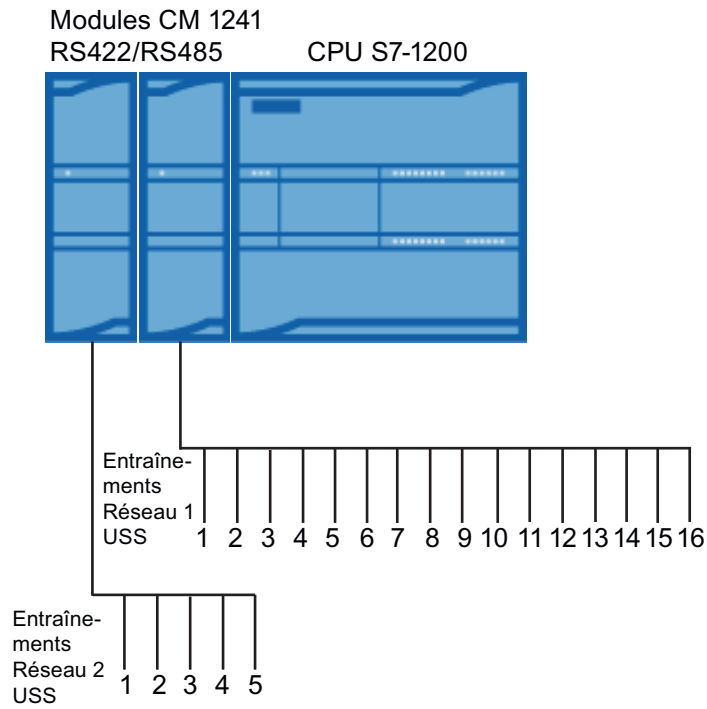 Modules CM 1241
RS422/RS485
CPU S7-1200
Entraîne-
ments
Réseau 1
USS
1 2 3 4 5 6 7 8 9 10 11 12 13 14 15 16
Entraîne-
ments
Réseau 2
USS
1 2 3 4 5